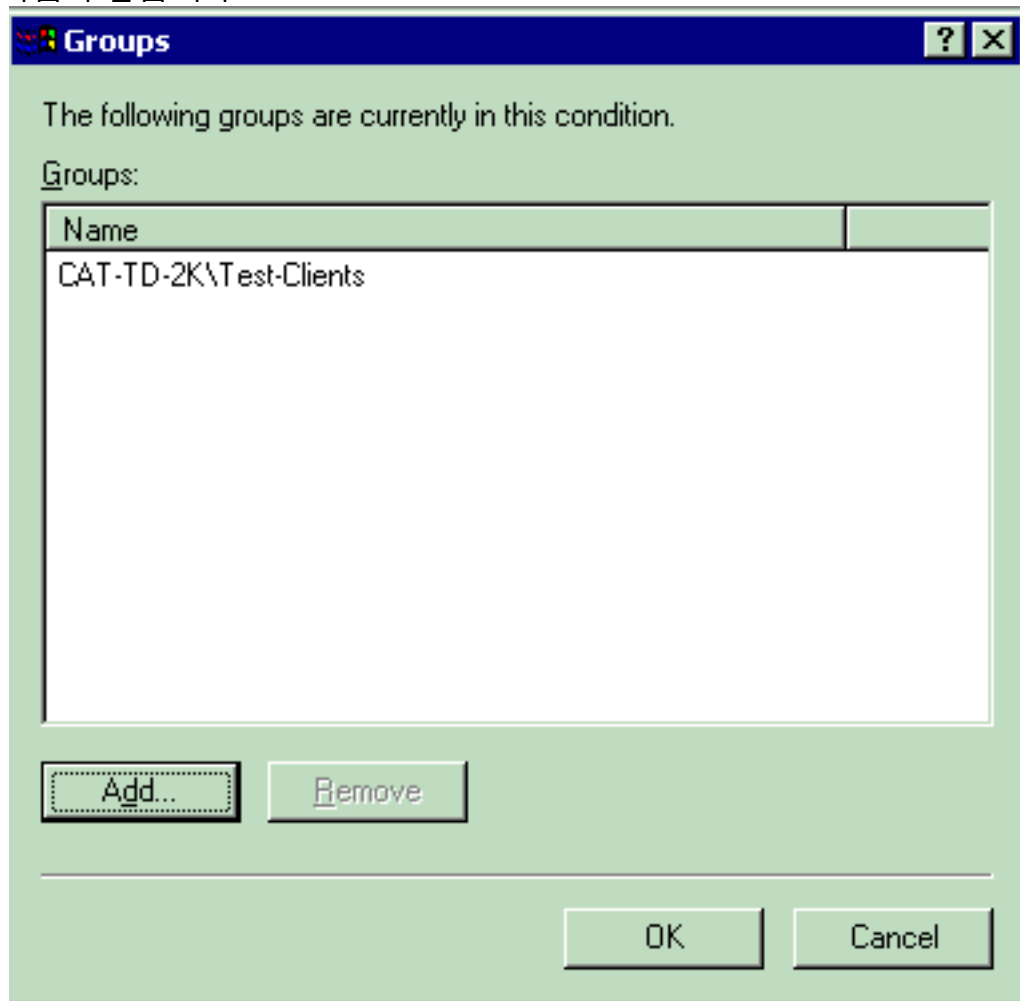 Groups
The following groups are currently in this condition.
Groups:
Name
CAT-TD-2K\Test-Clients
Add...
Remove
OK
Cancel